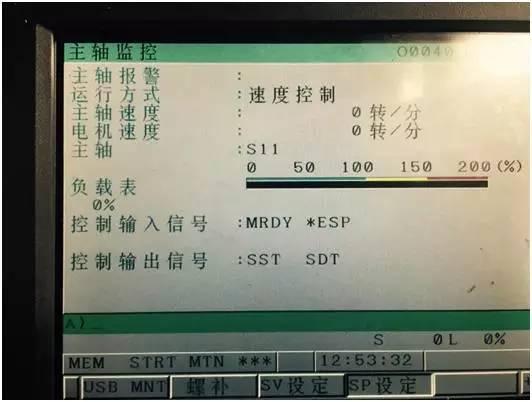 主轴监控 O0040
主轴报警 :
运行方式 :速度控制
主轴速度 : 0 转/分
电机速度 : 0 转/分
主轴 :S11
0 50 100 150 200(%)
负载表
0%
控制输入信号 :MRDY *ESP
控制输出信号 :SST SDT
A)_
S 0L 0%
MEM STRT MTN *** 12:53:32
USB MNT 螺补 SV设定 SP设定